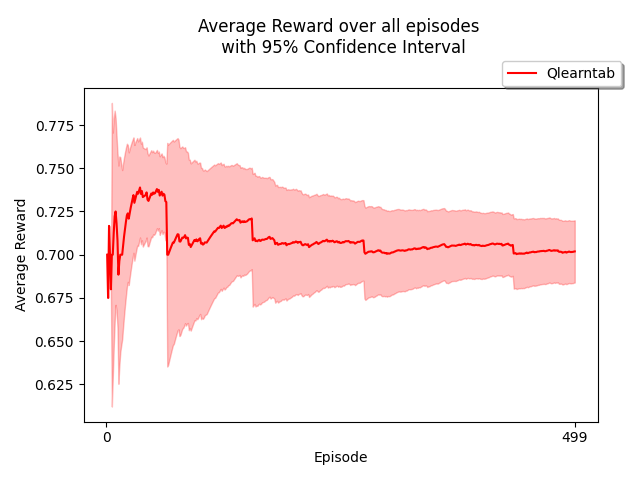 Average Reward over all episodes
with 95% Confidence Interval
Qlearntab
0.775
0.750
0.725
0.700
0.675
0.650
0.625
Average Reward
0
499
Episode